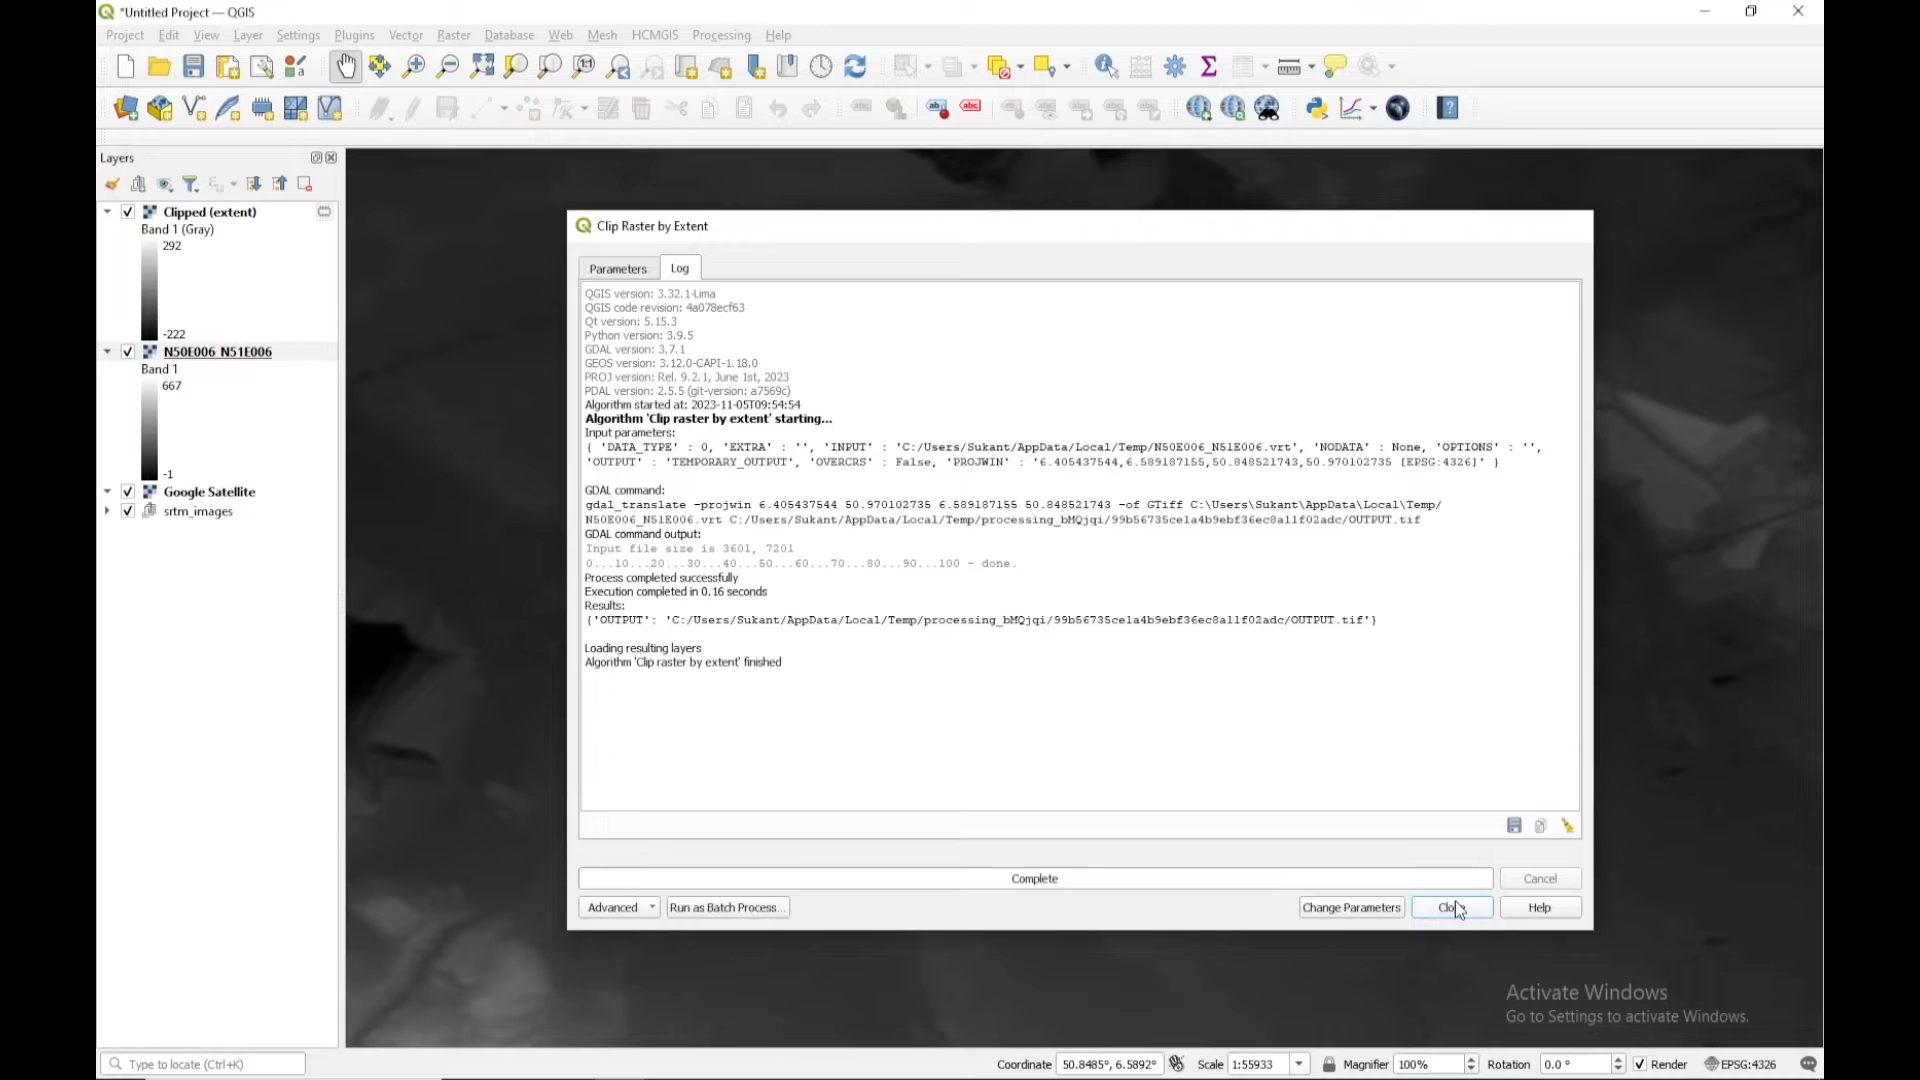 *Untitled Project — QGIS
Project Edit View Layer Settings Plugins Vector Raster Database Web Mesh HCMGIS Processing Help
Layers
Clipped (extent)
Band 1 (Gray)
292
-222
N50E006_N51E006
Band 1
667
-1
Google Satellite
srtm_images
Clip Raster by Extent
Parameters Log
QGIS version: 3.32.1-Lima
QGIS code revision: 4a078ecf63
Qt version: 5.15.3
Python version: 3.9.5
GDAL version: 3.7.1
GEOS version: 3.12.0-CAPI-1.18.0
PROJ version: Rel. 9.2.1, June 1st, 2023
PDAL version: 2.5.5 (git-version: a7569c)
Algorithm started at: 2023-11-05T09:54:54
Algorithm 'Clip raster by extent' starting...
Input parameters:
{ 'DATA_TYPE' : 0, 'EXTRA' : '', 'INPUT' : 'C:/Users/Sukant/AppData/Local/Temp/N50E006_N51E006.vrt', 'NODATA' : None, 'OPTIONS' : '',
'OUTPUT' : 'TEMPORARY_OUTPUT', 'OVERCRS' : False, 'PROJWIN' : '6.405437544,6.589187155,50.848521743,50.970102735 [EPSG:4326]' }
GDAL command:
gdal_translate -projwin 6.405437544 50.970102735 6.589187155 50.848521743 -of GTiff C:\Users\Sukant\AppData\Local\Temp/
N50E006_N51E006.vrt C:/Users/Sukant/AppData/Local/Temp/processing_bMQjqi/99b56735ce1a4b9ebf36ec8a11f02adc/OUTPUT.tif
GDAL command output:
Input file size is 3601, 7201
0...10...20...30...40...50...60...70...80...90...100 - done.
Process completed successfully
Execution completed in 0.16 seconds
Results:
{'OUTPUT': 'C:/Users/Sukant/AppData/Local/Temp/processing_bMQjqi/99b56735ce1a4b9ebf36ec8a11f02adc/OUTPUT.tif'}
Loading resulting layers
Algorithm 'Clip raster by extent' finished
Complete Cancel
Advanced Run as Batch Process... Change Parameters Close Help
Activate Windows
Go to Settings to activate Windows.
Type to locate (Ctrl+K) Coordinate 50.8485°, 6.5892° Scale 1:55933 Magnifier 100% Rotation 0.0 ° Render EPSG:4326